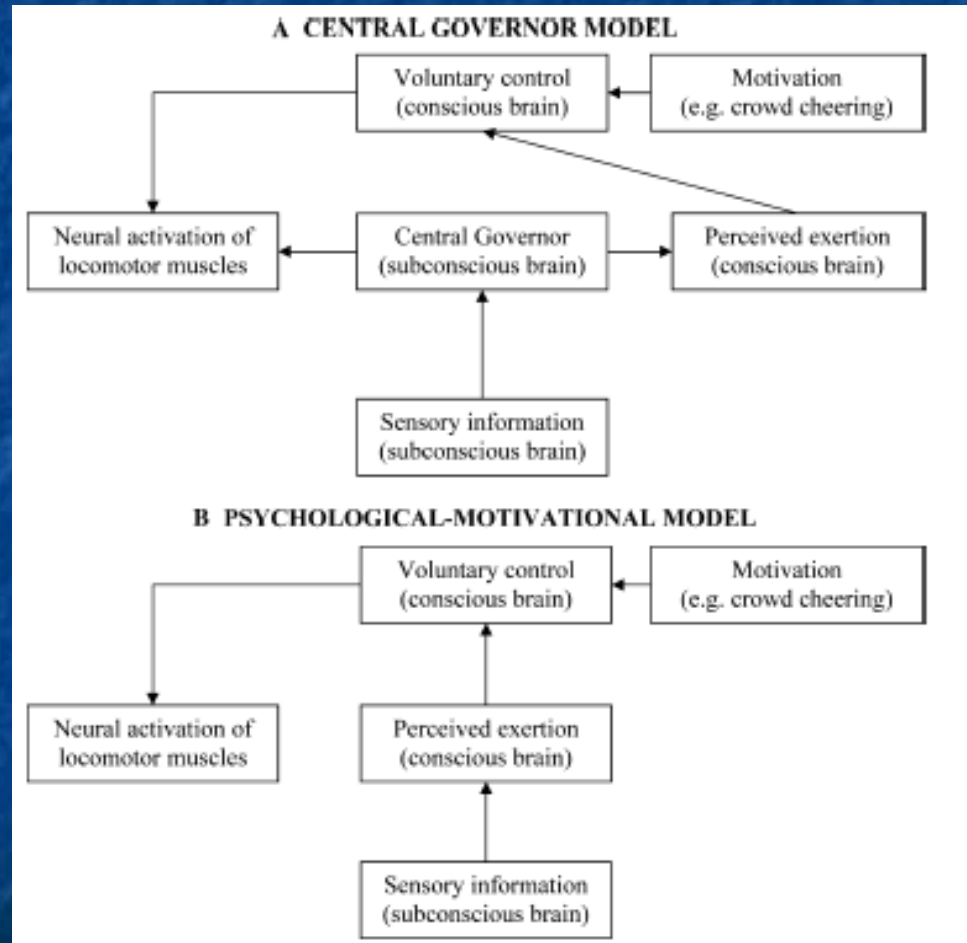 A CENTRAL GOVERNOR MODEL
Voluntary control
(conscious brain)
Motivation
(e.g. crowd cheering)
Neural activation of
locomotor muscles
Central Governor
(subconscious brain)
Perceived exertion
(conscious brain)
Sensory information
(subconscious brain)
B PSYCHOLOGICAL-MOTIVATIONAL MODEL
Voluntary control
(conscious brain)
Motivation
(e.g. crowd cheering)
Neural activation of
locomotor muscles
Perceived exertion
(conscious brain)
Sensory information
(subconscious brain)